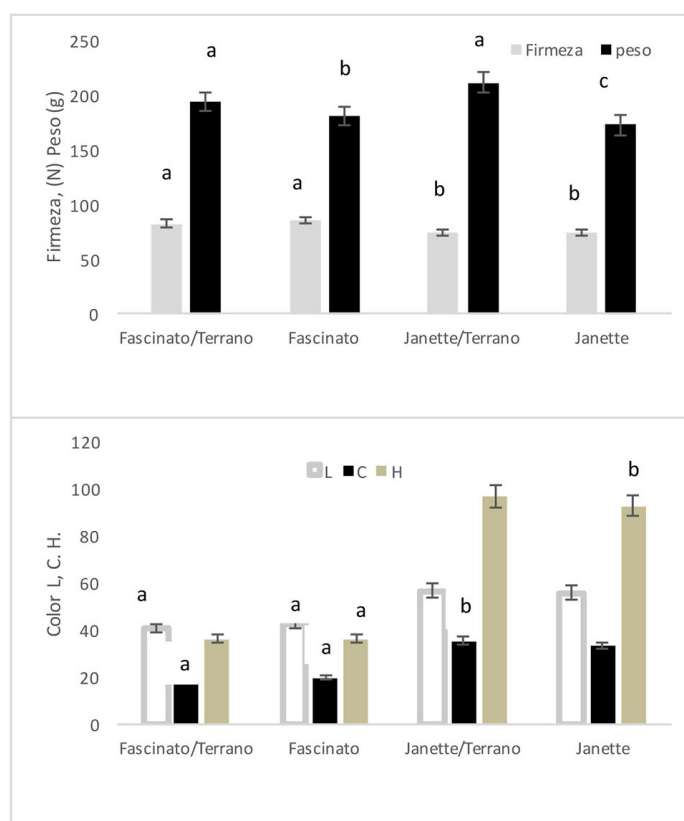 250
200
150
100
50
0
Firmeza, (N) Peso (g)
Firmeza peso
a
b
a
c
a
a
b
b
Fascinato/Terrano Fascinato Janette/Terrano Janette
120
100
80
60
40
20
0
Color L, C. H.
L C H
b
a
a
a
b
a
a
Fascinato/Terrano Fascinato Janette/Terrano Janette